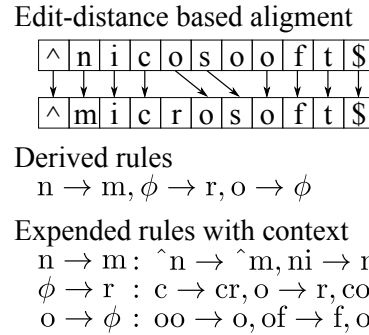 Edit-distance based aligment
^ n i c o s o o f t $
^ m i c r o s o f t $
Derived rules
n → m, ϕ → r, o → ϕ
Expended rules with context
n → m : ^n → ^m, ni →
ϕ → r : c → cr, o → r, co
o → ϕ : oo → o, of → f, o